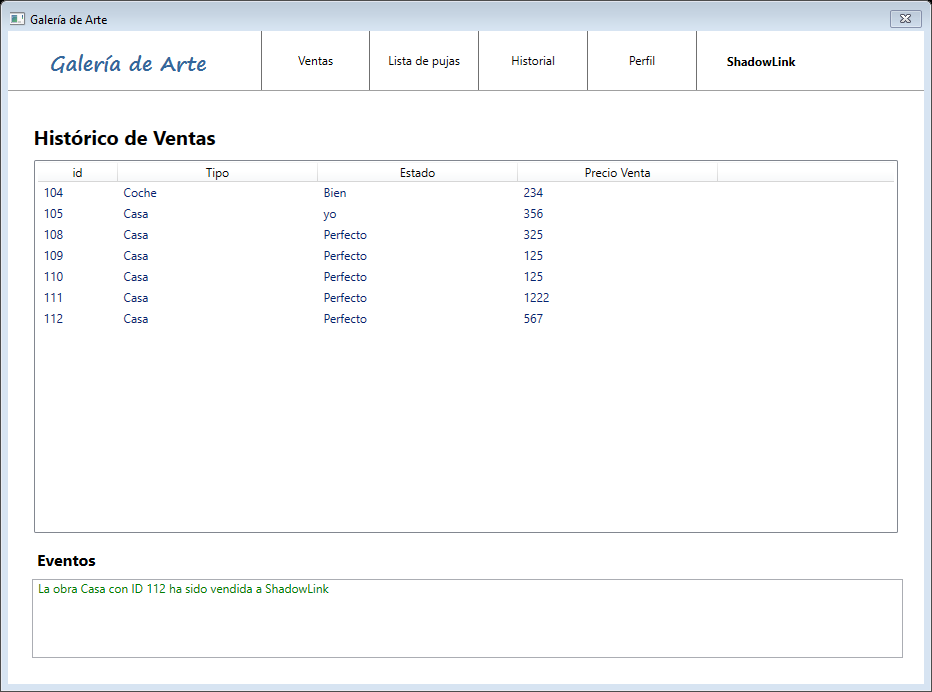 Galería de Arte
Galería de Arte Ventas Lista de pujas Historial Perfil ShadowLink
Histórico de Ventas
id Tipo Estado Precio Venta
104 Coche Bien 234
105 Casa yo 356
108 Casa Perfecto 325
109 Casa Perfecto 125
110 Casa Perfecto 125
111 Casa Perfecto 1222
112 Casa Perfecto 567
Eventos
La obra Casa con ID 112 ha sido vendida a ShadowLink